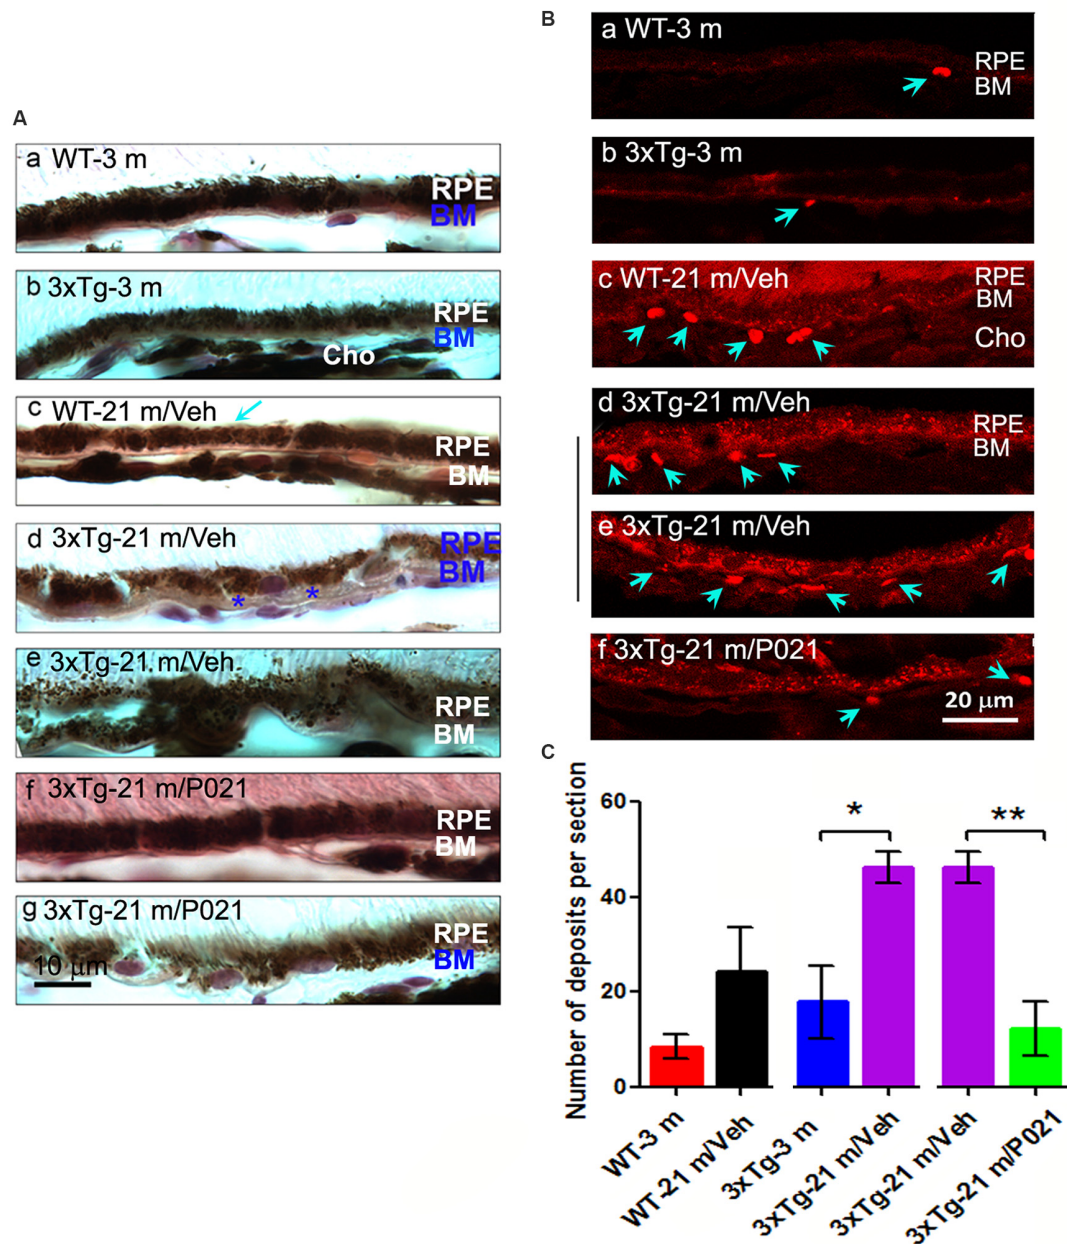 A
a WT-3 m
RPE
BM
b 3xTg-3 m
RPE
BM
Cho
c WT-21 m/Veh
RPE
BM
d 3xTg-21 m/Veh
RPE
BM
* *
e 3xTg-21 m/Veh
RPE
BM
f 3xTg-21 m/P021
RPE
BM
g 3xTg-21 m/P021
RPE
BM
10 µm
B
a WT-3 m
RPE
BM
b 3xTg-3 m
c WT-21 m/Veh
RPE
BM
Cho
d 3xTg-21 m/Veh
RPE
BM
e 3xTg-21 m/Veh
f 3xTg-21 m/P021
20 µm
C
Number of deposits per section
60
40
20
0
*
**
WT-3 m
WT-21 m/Veh
3xTg-3 m
3xTg-21 m/Veh
3xTg-21 m/Veh
3xTg-21 m/P021